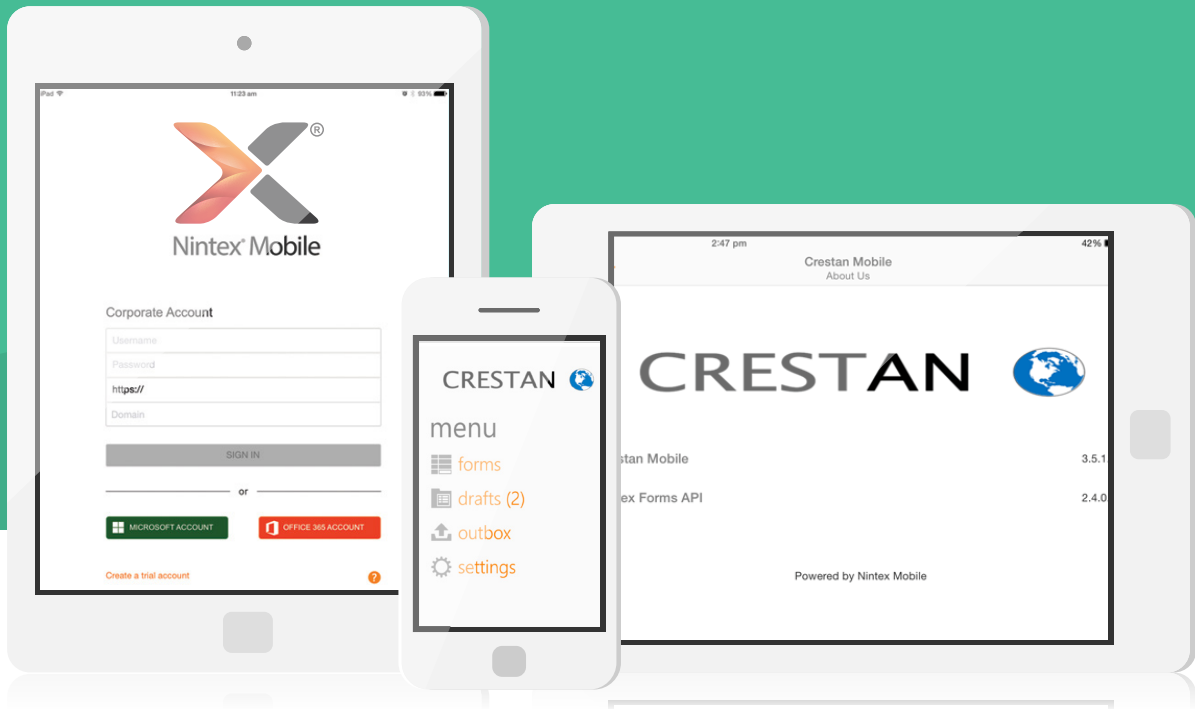 iPad
11:23 am
93%
®
Nintex® Mobile
Corporate Account
Username
Password
https://
Domain
SIGN IN
or
MICROSOFT ACCOUNT
OFFICE 365 ACCOUNT
Create a trial account
?
CRESTAN
menu
forms
drafts (2)
outbox
settings
2:47 pm
42%
Crestan Mobile
About Us
CRESTAN
stan Mobile
3.5.1
ex Forms API
2.4.0
Powered by Nintex Mobile